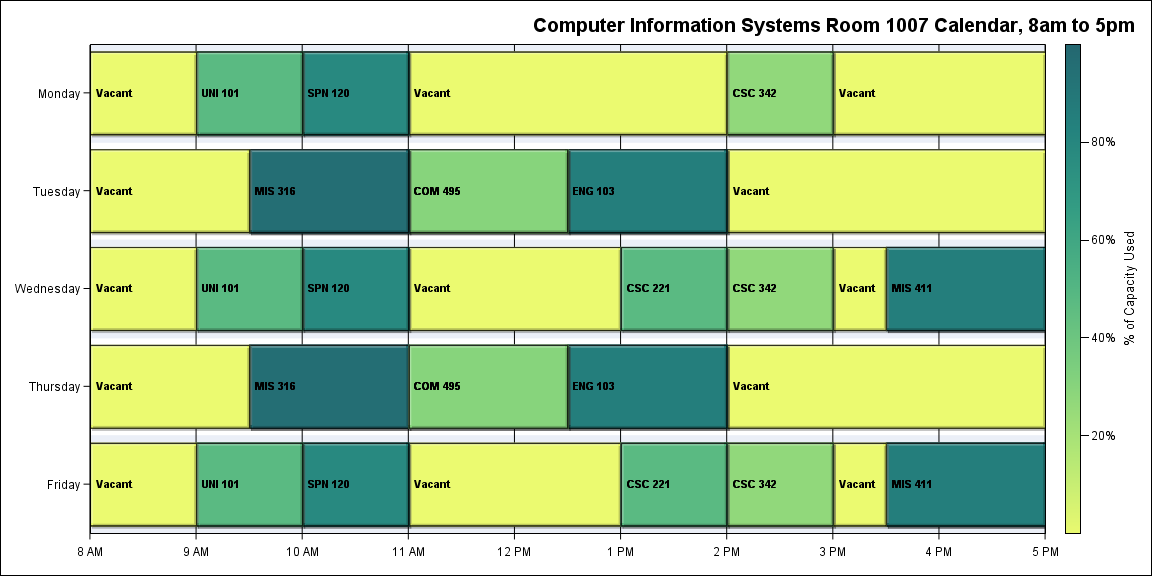 Computer Information Systems Room 1007 Calendar, 8am to 5pm
Monday Vacant UNI 101 SPN 120 Vacant CSC 342 Vacant
Tuesday Vacant MIS 316 COM 495 ENG 103 Vacant
Wednesday Vacant UNI 101 SPN 120 Vacant CSC 221 CSC 342 Vacant MIS 411
Thursday Vacant MIS 316 COM 495 ENG 103 Vacant
Friday Vacant UNI 101 SPN 120 Vacant CSC 221 CSC 342 Vacant MIS 411
8 AM 9 AM 10 AM 11 AM 12 PM 1 PM 2 PM 3 PM 4 PM 5 PM
80%
60%
40%
20%
% of Capacity Used